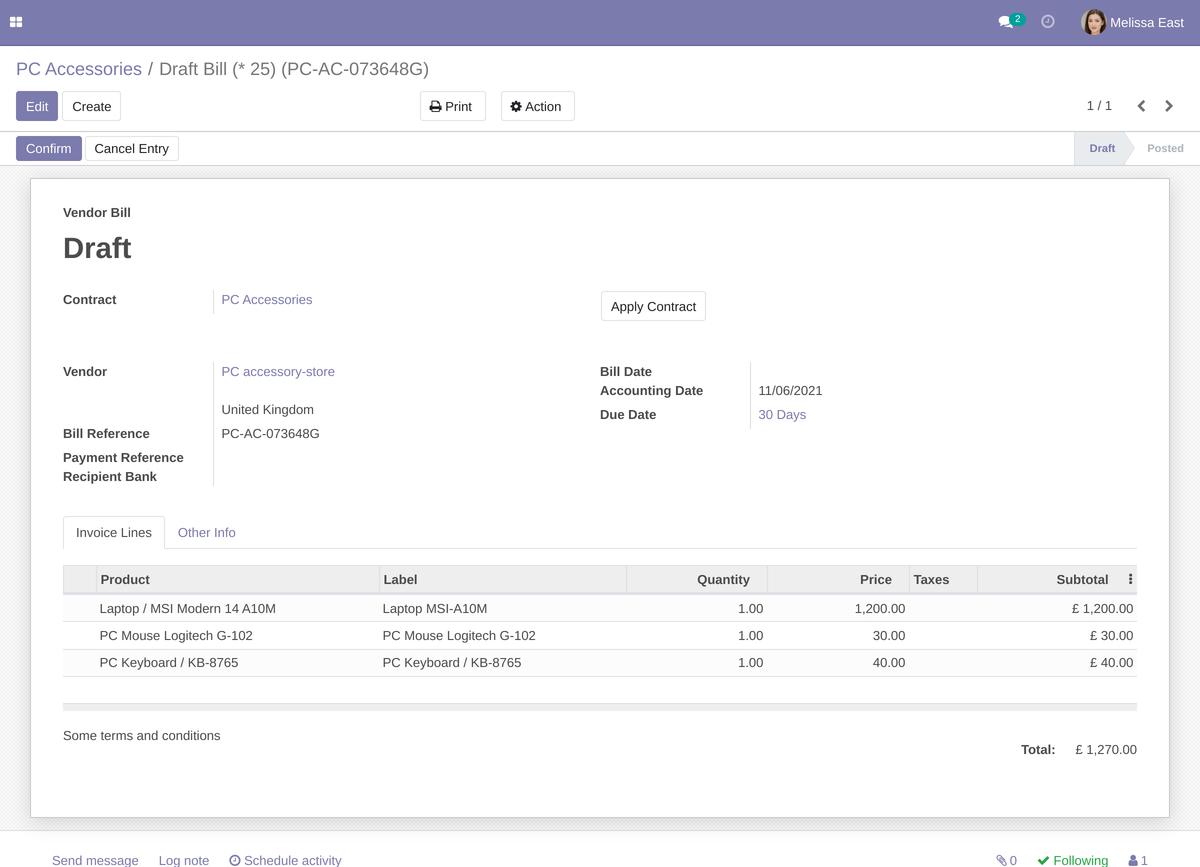 2
Melissa East
PC Accessories / Draft Bill (* 25) (PC-AC-073648G)
Edit Create Print Action 1 / 1
Confirm Cancel Entry Draft Posted
Vendor Bill
Draft
Contract PC Accessories Apply Contract
Vendor PC accessory-store Bill Date
Accounting Date 11/06/2021
United Kingdom Due Date 30 Days
Bill Reference PC-AC-073648G
Payment Reference
Recipient Bank
Invoice Lines Other Info
Product Label Quantity Price Taxes Subtotal
Laptop / MSI Modern 14 A10M Laptop MSI-A10M 1.00 1,200.00 £ 1,200.00
PC Mouse Logitech G-102 PC Mouse Logitech G-102 1.00 30.00 £ 30.00
PC Keyboard / KB-8765 PC Keyboard / KB-8765 1.00 40.00 £ 40.00
Some terms and conditions
Total: £ 1,270.00
Send message Log note Schedule activity 0 Following 1